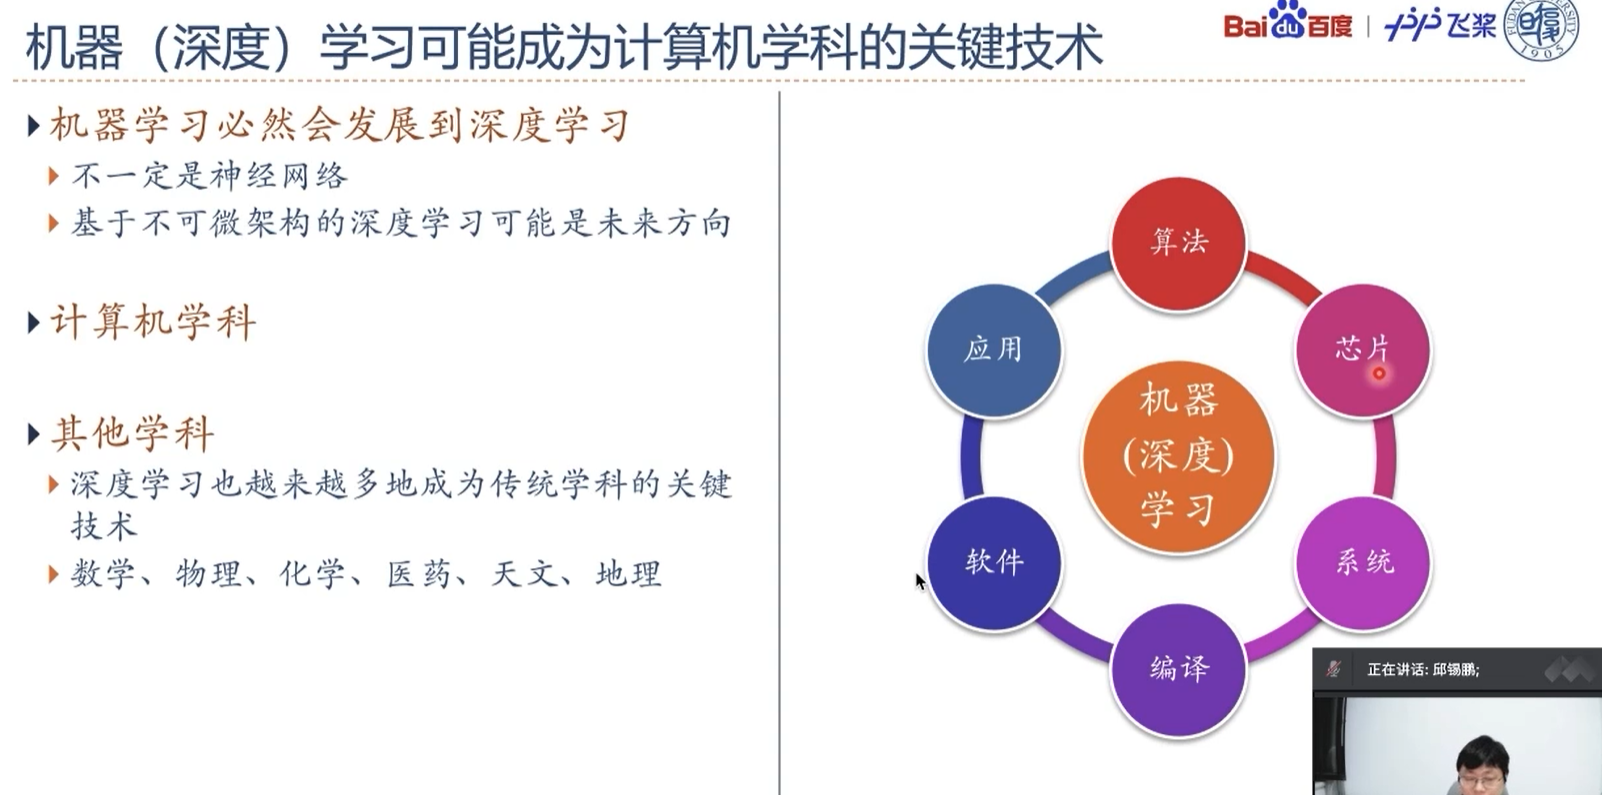 机器（深度）学习可能成为计算机学科的关键技术
Bai du 百度
飞桨
1905
机器学习必然会发展到深度学习
不一定是神经网络
基于不可微架构的深度学习可能是未来方向
计算机学科
其他学科
深度学习也越来越多地成为传统学科的关键
技术
数学、物理、化学、医药、天文、地理
算法
应用
芯片
机器
(深度)
学习
软件
系统
编译
正在讲话: 邱锡鹏;